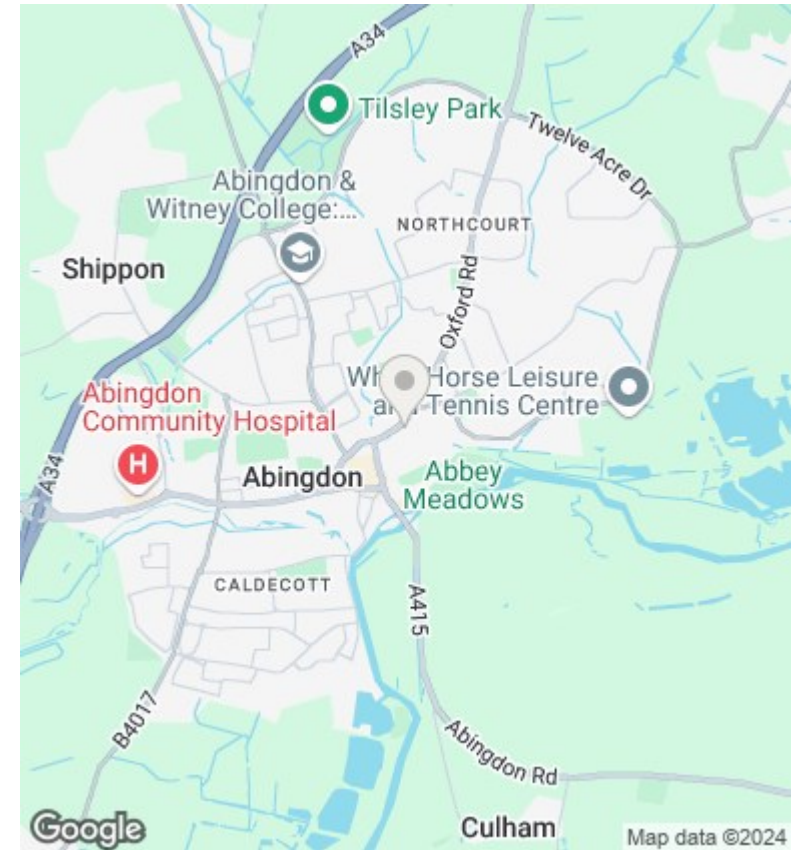 A34
Tilsley Park
Twelve Acre Dr
Abingdon &
Witney College:...
NORTHCOURT
Shippon
Oxford Rd
Horse Leisure
and Tennis Centre
Abingdon
Community Hospital
H
A34
Abingdon
Abbey
Meadows
CALDECOTT
A415
B4017
Abingdon Rd
Culham
Google
Map data ©2024